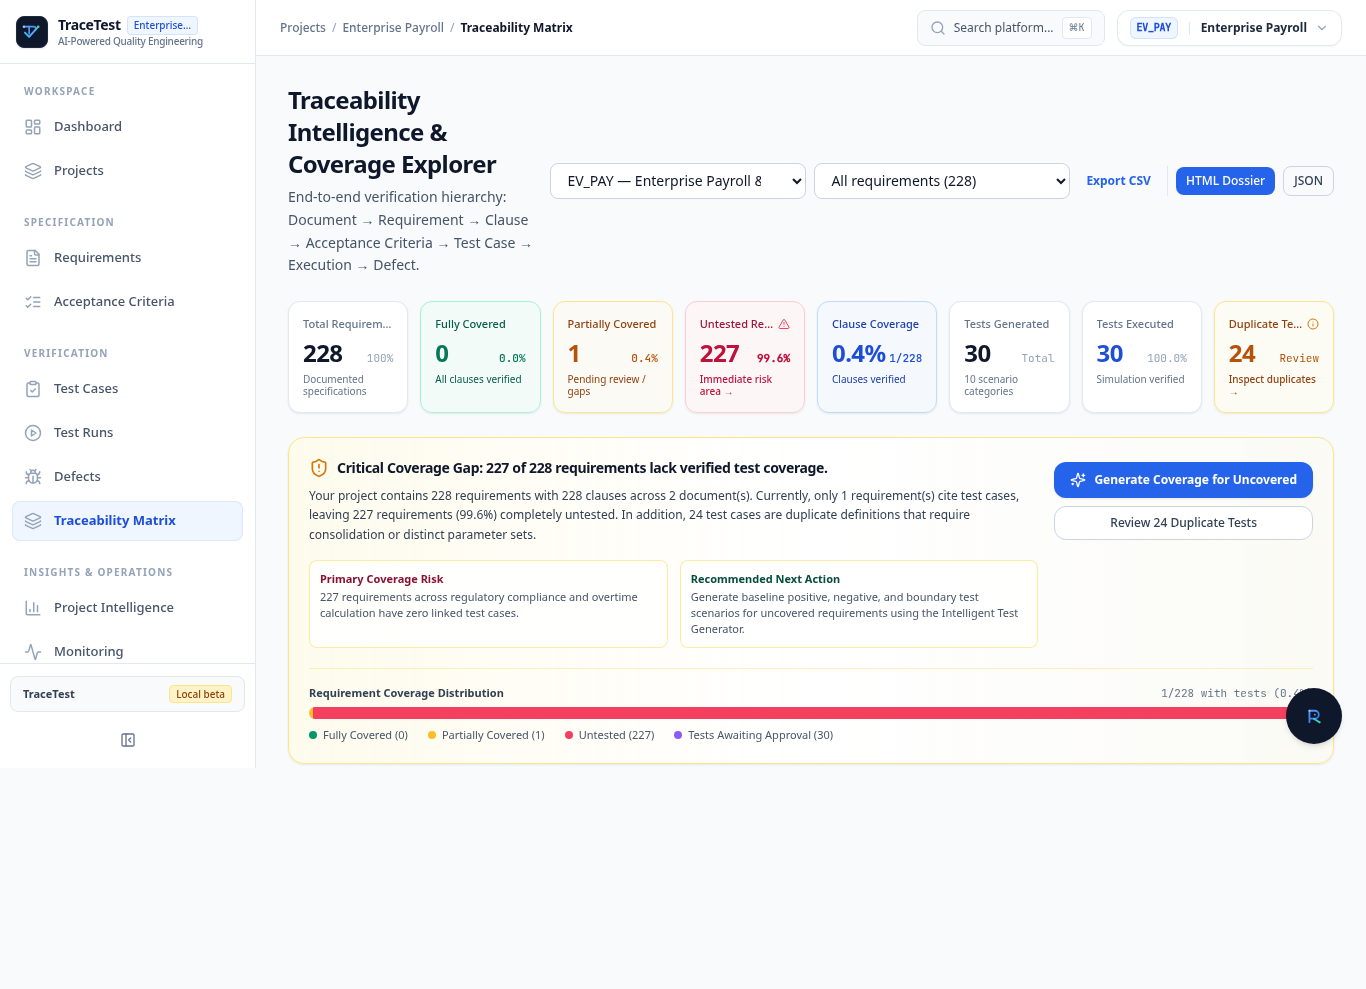 TraceTest
Enterprise...
AI-Powered Quality Engineering
WORKSPACE
Dashboard
Projects
SPECIFICATION
Requirements
Acceptance Criteria
VERIFICATION
Test Cases
Test Runs
Defects
Traceability Matrix
INSIGHTS & OPERATIONS
Project Intelligence
Monitoring
TraceTest
Local beta
Projects / Enterprise Payroll / Traceability Matrix
Search platform...
⌘K
EV_PAY
Enterprise Payroll
Traceability
Intelligence &
Coverage Explorer
End-to-end verification hierarchy:
Document → Requirement → Clause
→ Acceptance Criteria → Test Case →
Execution → Defect.
EV_PAY — Enterprise Payroll &
All requirements (228)
Export CSV
HTML Dossier
JSON
Total Requirem...
228
100%
Documented
specifications
Fully Covered
0
0.0%
All clauses verified
Partially Covered
1
0.4%
Pending review /
gaps
Untested Re...
227
99.6%
Immediate risk
area →
Clause Coverage
0.4%
1/228
Clauses verified
Tests Generated
30
Total
10 scenario
categories
Tests Executed
30
100.0%
Simulation verified
Duplicate Te...
24
Review
Inspect duplicates
→
Critical Coverage Gap: 227 of 228 requirements lack verified test coverage.
Your project contains 228 requirements with 228 clauses across 2 document(s). Currently, only 1 requirement(s) cite test cases,
leaving 227 requirements (99.6%) completely untested. In addition, 24 test cases are duplicate definitions that require
consolidation or distinct parameter sets.
Generate Coverage for Uncovered
Review 24 Duplicate Tests
Primary Coverage Risk
227 requirements across regulatory compliance and overtime
calculation have zero linked test cases.
Recommended Next Action
Generate baseline positive, negative, and boundary test
scenarios for uncovered requirements using the Intelligent Test
Generator.
Requirement Coverage Distribution
1/228 with tests (0.4
Fully Covered (0)
Partially Covered (1)
Untested (227)
Tests Awaiting Approval (30)